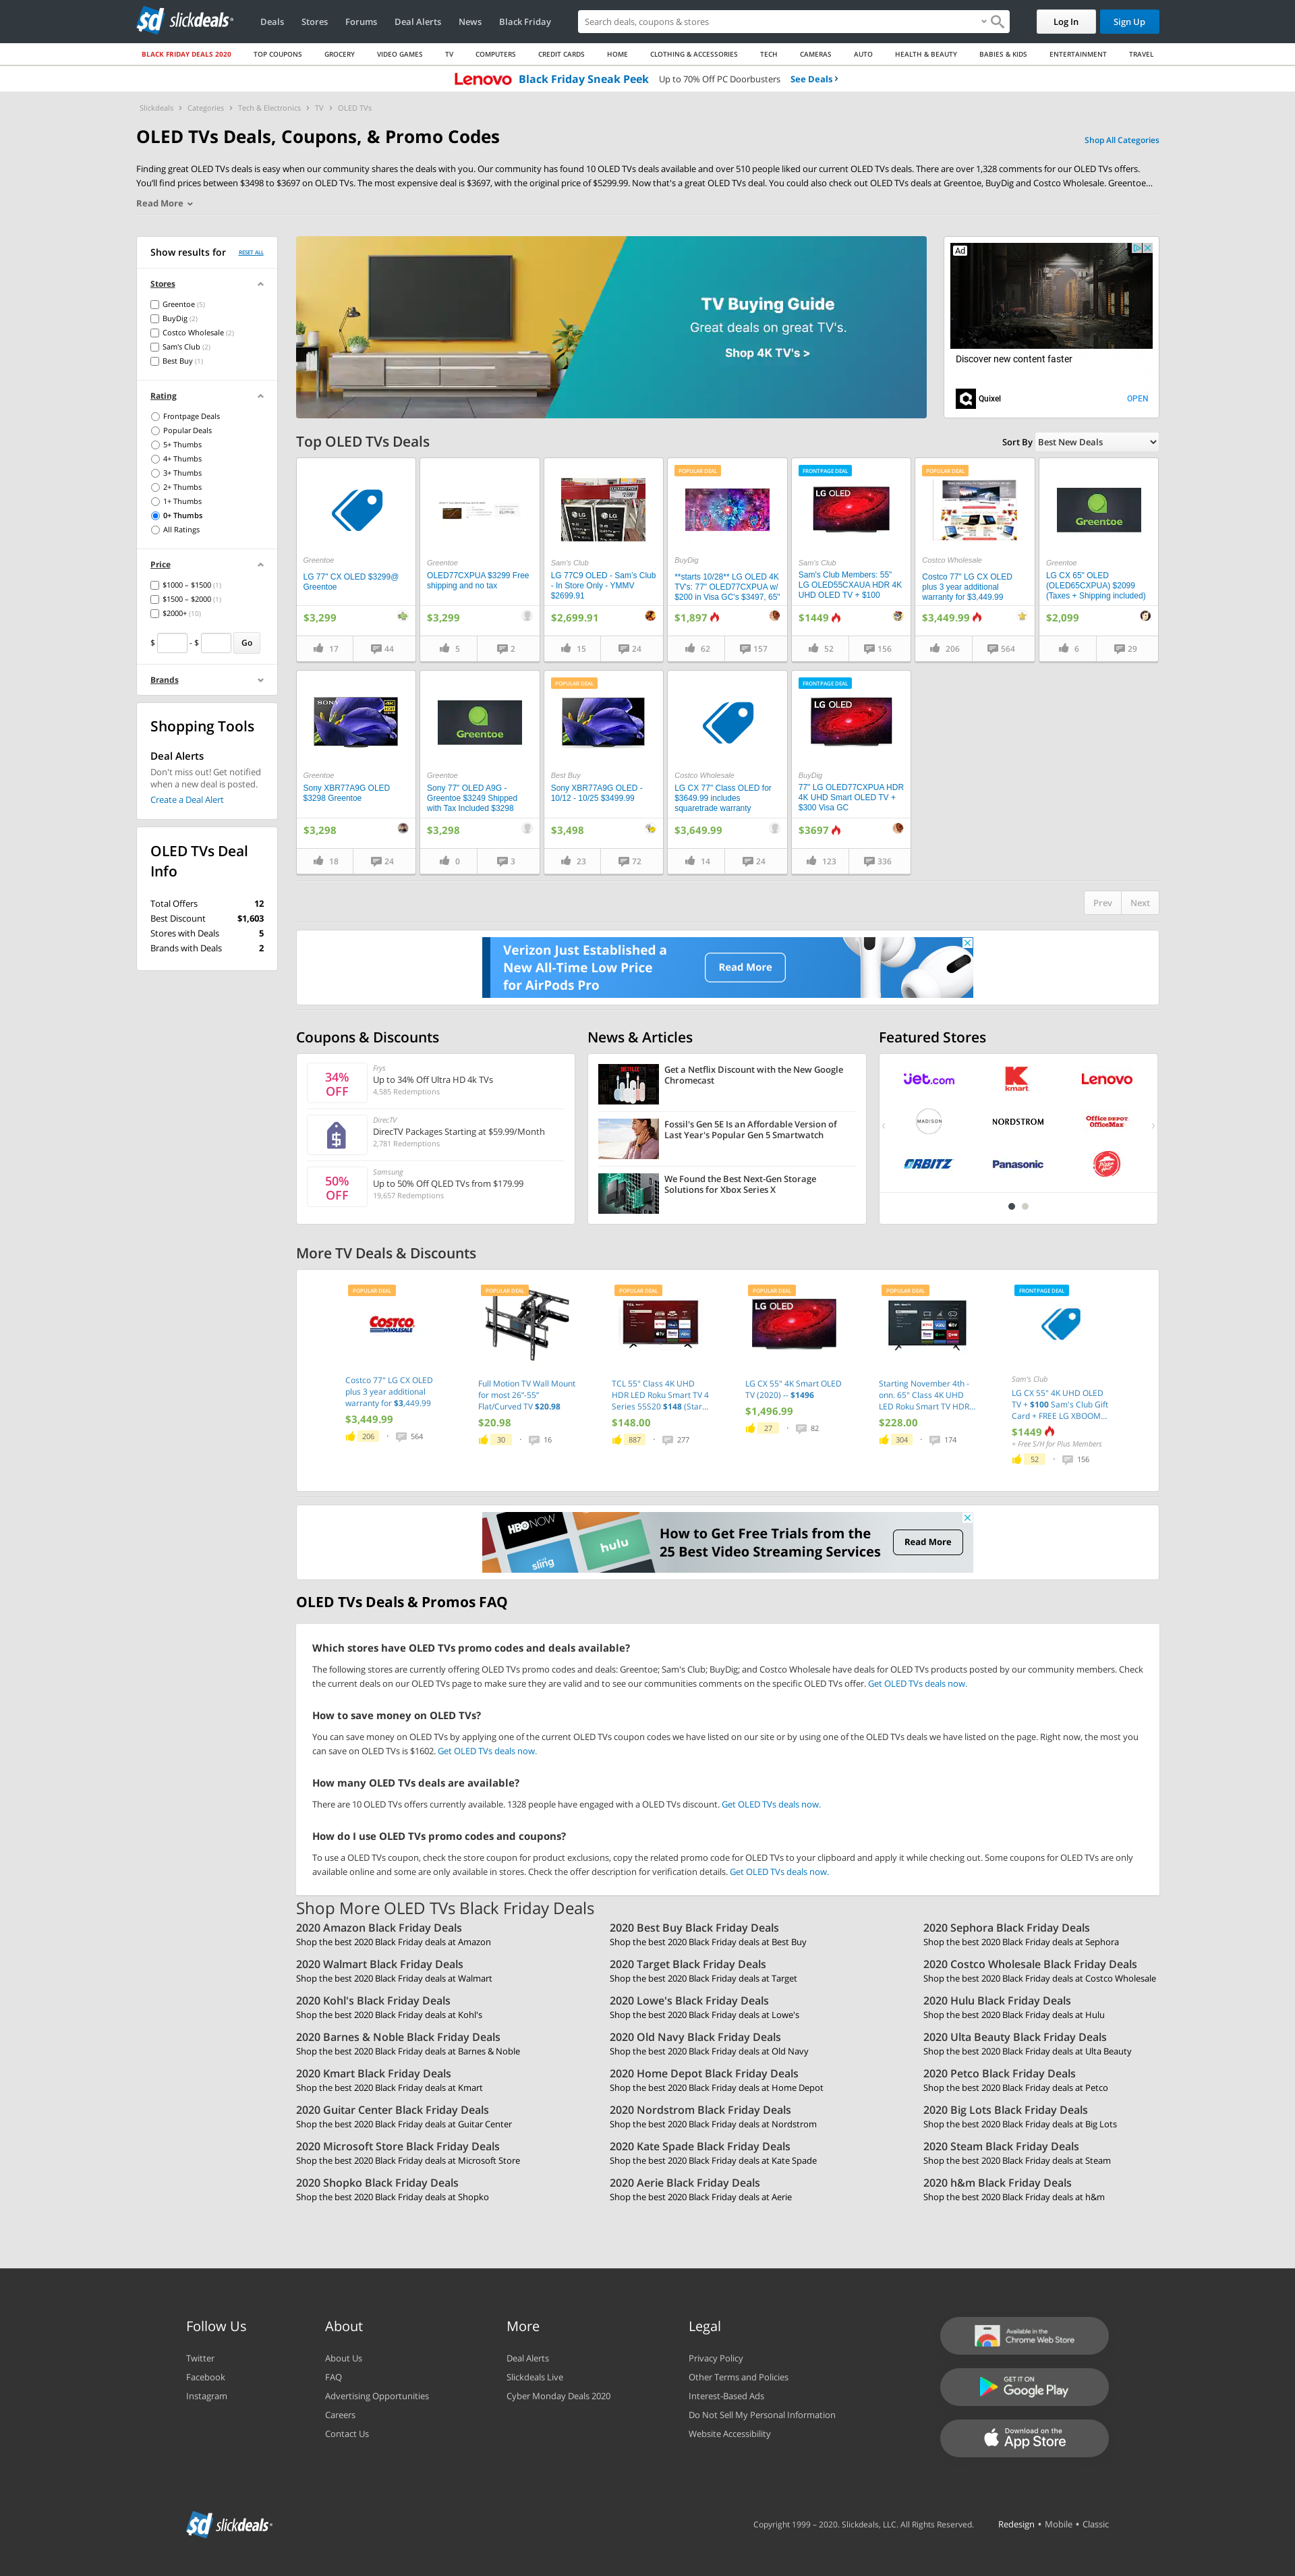 slickdeals
Deals Stores Forums Deal Alerts News Black Friday
Search deals, coupons & stores
Log In
Sign Up
BLACK FRIDAY DEALS 2020 TOP COUPONS GROCERY VIDEO GAMES TV COMPUTERS CREDIT CARDS HOME CLOTHING & ACCESSORIES TECH CAMERAS AUTO HEALTH & BEAUTY BABIES & KIDS ENTERTAINMENT TRAVEL
Lenovo Black Friday Sneak Peek Up to 70% Off PC Doorbusters See Deals ›
Slickdeals › Categories › Tech & Electronics › TV › OLED TVs
OLED TVs Deals, Coupons, & Promo Codes
Shop All Categories
Finding great OLED TVs deals is easy when our community shares the deals with you. Our community has found 10 OLED TVs deals available and over 510 people liked our current OLED TVs deals. There are over 1,328 comments for our OLED TVs offers.
You'll find prices between $3498 to $3697 on OLED TVs. The most expensive deal is $3697, with the original price of $5299.99. Now that's a great OLED TVs deal. You could also check out OLED TVs deals at Greentoe, BuyDig and Costco Wholesale. Greentoe...
Read More
Show results for
RESET ALL
Stores
Greentoe (5)
BuyDig (2)
Costco Wholesale (2)
Sam's Club (2)
Best Buy (1)
Rating
Frontpage Deals
Popular Deals
5+ Thumbs
4+ Thumbs
3+ Thumbs
2+ Thumbs
1+ Thumbs
0+ Thumbs
All Ratings
Price
$1000 – $1500 (1)
$1500 – $2000 (1)
$2000+ (10)
$ - $ Go
Brands
Shopping Tools
Deal Alerts
Don't miss out! Get notified
when a new deal is posted.
Create a Deal Alert
OLED TVs Deal
Info
Total Offers 12
Best Discount $1,603
Stores with Deals 5
Brands with Deals 2
TV Buying Guide
Great deals on great TV's.
Shop 4K TV's >
Ad
Discover new content faster
Quixel
OPEN
Top OLED TVs Deals
Sort By Best New Deals
Greentoe
LG 77" CX OLED $3299@
Greentoe
$3,299
17 44
Greentoe
OLED77CXPUA $3299 Free
shipping and no tax
$3,299
5 2
Sam's Club
LG 77C9 OLED - Sam's Club
- In Store Only - YMMV
$2699.91
$2,699.91
15 24
POPULAR DEAL
BuyDig
**starts 10/28** LG OLED 4K
TV's: 77" OLED77CXPUA w/
$200 in Visa GC's $3497, 65"
$1,897
62 157
FRONTPAGE DEAL
LG OLED
Sam's Club
Sam's Club Members: 55"
LG OLED55CXAUA HDR 4K
UHD OLED TV + $100
$1449
52 156
POPULAR DEAL
Costco Wholesale
Costco 77" LG CX OLED
plus 3 year additional
warranty for $3,449.99
$3,449.99
206 564
Greentoe
Greentoe
LG CX 65" OLED
(OLED65CXPUA) $2099
(Taxes + Shipping included)
$2,099
6 29
SONY
Greentoe
Sony XBR77A9G OLED
$3298 Greentoe
$3,298
18 24
Greentoe
Greentoe
Sony 77" OLED A9G -
Greentoe $3249 Shipped
with Tax Included $3298
$3,298
0 3
POPULAR DEAL
Best Buy
Sony XBR77A9G OLED -
10/12 - 10/25 $3499.99
$3,498
23 72
Costco Wholesale
LG CX 77" Class OLED for
$3649.99 includes
squaretrade warranty
$3,649.99
14 24
FRONTPAGE DEAL
LG OLED
BuyDig
77" LG OLED77CXPUA HDR
4K UHD Smart OLED TV +
$300 Visa GC
$3697
123 336
Prev Next
Verizon Just Established a
New All-Time Low Price
for AirPods Pro
Read More
Coupons & Discounts
34%
OFF
Frys
Up to 34% Off Ultra HD 4k TVs
4,585 Redemptions
DirecTV
DirecTV Packages Starting at $59.99/Month
2,781 Redemptions
50%
OFF
Samsung
Up to 50% Off QLED TVs from $179.99
19,657 Redemptions
News & Articles
NETFLIX
Get a Netflix Discount with the New Google
Chromecast
Fossil's Gen 5E Is an Affordable Version of
Last Year's Popular Gen 5 Smartwatch
We Found the Best Next-Gen Storage
Solutions for Xbox Series X
Featured Stores
Jet.com
Kmart
Lenovo
MADISON
NORDSTROM
Office DEPOT
OfficeMax
ORBITZ
Panasonic
Pizza Hut
More TV Deals & Discounts
POPULAR DEAL
COSTCO
WHOLESALE
Costco 77" LG CX OLED
plus 3 year additional
warranty for $3,449.99
$3,449.99
206 · 564
POPULAR DEAL
Full Motion TV Wall Mount
for most 26"-55"
Flat/Curved TV $20.98
$20.98
30 · 16
POPULAR DEAL
TCL 55" Class 4K UHD
HDR LED Roku Smart TV 4
Series 55S20 $148 (Star...
$148.00
887 · 277
POPULAR DEAL
LG OLED
LG CX 55" 4K Smart OLED
TV (2020) -- $1496
$1,496.99
27 · 82
POPULAR DEAL
Starting November 4th -
onn. 65" Class 4K UHD
LED Roku Smart TV HDR...
$228.00
304 · 174
FRONTPAGE DEAL
Sam's Club
LG CX 55" 4K UHD OLED
TV + $100 Sam's Club Gift
Card + FREE LG XBOOM...
$1449
+ Free S/H for Plus Members
52 · 156
HBO NOW
sling
hulu
How to Get Free Trials from the
25 Best Video Streaming Services
Read More
OLED TVs Deals & Promos FAQ
Which stores have OLED TVs promo codes and deals available?
The following stores are currently offering OLED TVs promo codes and deals: Greentoe; Sam's Club; BuyDig; and Costco Wholesale have deals for OLED TVs products posted by our community members. Check
the current deals on our OLED TVs page to make sure they are valid and to see our communities comments on the specific OLED TVs offer. Get OLED TVs deals now.
How to save money on OLED TVs?
You can save money on OLED TVs by applying one of the current OLED TVs coupon codes we have listed on our site or by using one of the OLED TVs deals we have listed on the page. Right now, the most you
can save on OLED TVs is $1602. Get OLED TVs deals now.
How many OLED TVs deals are available?
There are 10 OLED TVs offers currently available. 1328 people have engaged with a OLED TVs discount. Get OLED TVs deals now.
How do I use OLED TVs promo codes and coupons?
To use a OLED TVs coupon, check the store coupon for product exclusions, copy the related promo code for OLED TVs to your clipboard and apply it while checking out. Some coupons for OLED TVs are only
available online and some are only available in stores. Check the offer description for verification details. Get OLED TVs deals now.
Shop More OLED TVs Black Friday Deals
2020 Amazon Black Friday Deals
Shop the best 2020 Black Friday deals at Amazon
2020 Best Buy Black Friday Deals
Shop the best 2020 Black Friday deals at Best Buy
2020 Sephora Black Friday Deals
Shop the best 2020 Black Friday deals at Sephora
2020 Walmart Black Friday Deals
Shop the best 2020 Black Friday deals at Walmart
2020 Target Black Friday Deals
Shop the best 2020 Black Friday deals at Target
2020 Costco Wholesale Black Friday Deals
Shop the best 2020 Black Friday deals at Costco Wholesale
2020 Kohl's Black Friday Deals
Shop the best 2020 Black Friday deals at Kohl's
2020 Lowe's Black Friday Deals
Shop the best 2020 Black Friday deals at Lowe's
2020 Hulu Black Friday Deals
Shop the best 2020 Black Friday deals at Hulu
2020 Barnes & Noble Black Friday Deals
Shop the best 2020 Black Friday deals at Barnes & Noble
2020 Old Navy Black Friday Deals
Shop the best 2020 Black Friday deals at Old Navy
2020 Ulta Beauty Black Friday Deals
Shop the best 2020 Black Friday deals at Ulta Beauty
2020 Kmart Black Friday Deals
Shop the best 2020 Black Friday deals at Kmart
2020 Home Depot Black Friday Deals
Shop the best 2020 Black Friday deals at Home Depot
2020 Petco Black Friday Deals
Shop the best 2020 Black Friday deals at Petco
2020 Guitar Center Black Friday Deals
Shop the best 2020 Black Friday deals at Guitar Center
2020 Nordstrom Black Friday Deals
Shop the best 2020 Black Friday deals at Nordstrom
2020 Big Lots Black Friday Deals
Shop the best 2020 Black Friday deals at Big Lots
2020 Microsoft Store Black Friday Deals
Shop the best 2020 Black Friday deals at Microsoft Store
2020 Kate Spade Black Friday Deals
Shop the best 2020 Black Friday deals at Kate Spade
2020 Steam Black Friday Deals
Shop the best 2020 Black Friday deals at Steam
2020 Shopko Black Friday Deals
Shop the best 2020 Black Friday deals at Shopko
2020 Aerie Black Friday Deals
Shop the best 2020 Black Friday deals at Aerie
2020 h&m Black Friday Deals
Shop the best 2020 Black Friday deals at h&m
Follow Us
Twitter
Facebook
Instagram
About
About Us
FAQ
Advertising Opportunities
Careers
Contact Us
More
Deal Alerts
Slickdeals Live
Cyber Monday Deals 2020
Legal
Privacy Policy
Other Terms and Policies
Interest-Based Ads
Do Not Sell My Personal Information
Website Accessibility
Available in the
Chrome Web Store
GET IT ON
Google Play
Download on the
App Store
slickdeals
Copyright 1999 – 2020. Slickdeals, LLC. All Rights Reserved. Redesign • Mobile • Classic